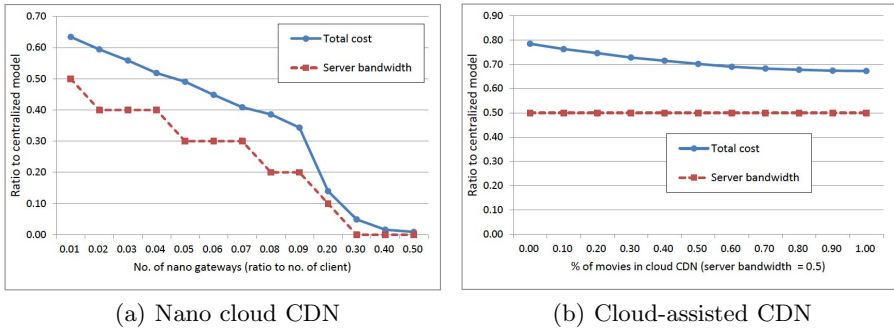 Ratio to centralized model
0.70
0.60
0.50
0.40
0.30
0.20
0.10
0.00
Total cost
Server bandwidth
0.01 0.02 0.03 0.04 0.05 0.06 0.07 0.08 0.09 0.20 0.30 0.40 0.50
No. of nano gateways (ratio to no. of client)
(a) Nano cloud CDN
Ratio to centralized model
0.90
0.80
0.70
0.60
0.50
0.40
0.30
0.20
0.10
0.00
Total cost
Server bandwidth
0.00 0.10 0.20 0.30 0.40 0.50 0.60 0.70 0.80 0.90 1.00
% of movies in cloud CDN (server bandwidth = 0.5)
(b) Cloud-assisted CDN